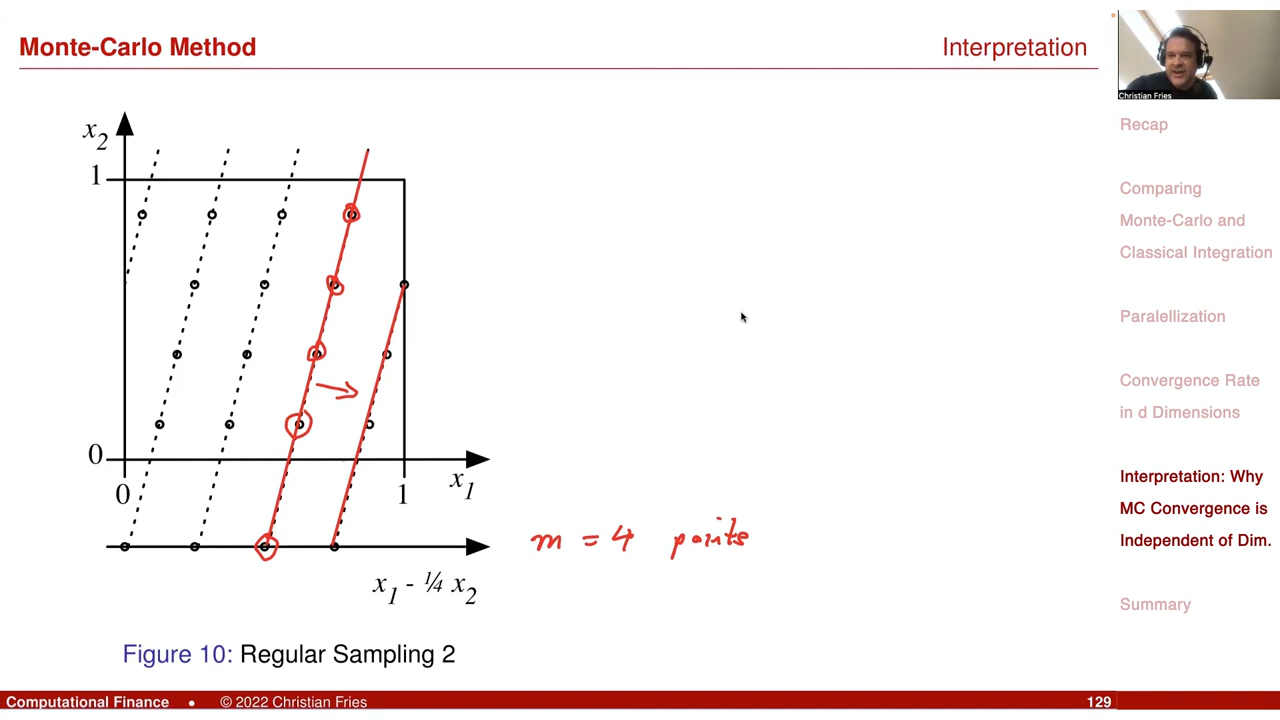 Monte-Carlo Method
Interpretation
Christian Fries
Recap
Comparing
Monte-Carlo and
Classical Integration
Paralellization
Convergence Rate
in d Dimensions
Interpretation: Why
MC Convergence is
Independent of Dim.
Summary
x2
1
0
0
1
x1
m = 4 points
x1 - ¼ x2
Figure 10: Regular Sampling 2
Computational Finance • © 2022 Christian Fries
129